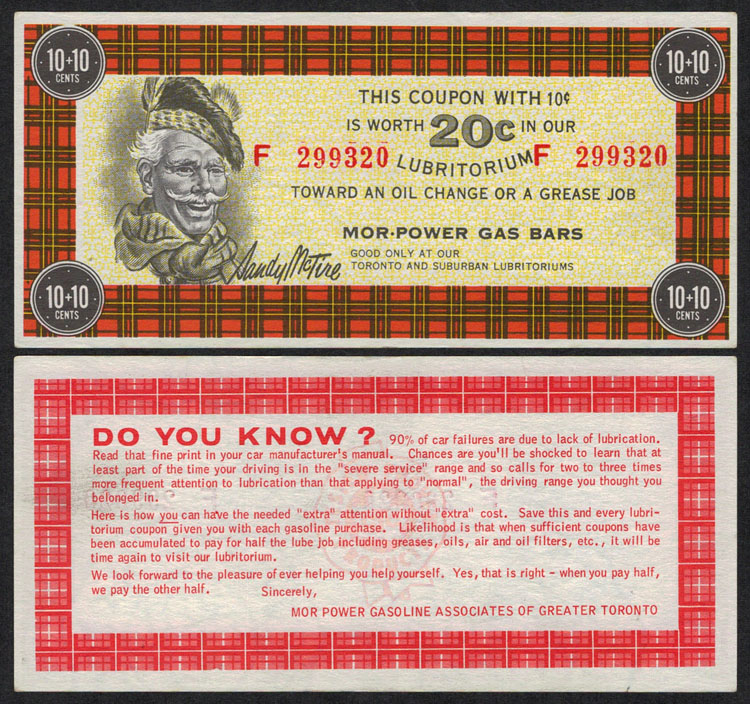 10+10
CENTS
10+10
CENTS
THIS COUPON WITH 10¢
IS WORTH 20¢ IN OUR
F 299320 LUBRITORIUM F 299320
TOWARD AN OIL CHANGE OR A GREASE JOB
MOR-POWER GAS BARS
GOOD ONLY AT OUR
TORONTO AND SUBURBAN LUBRITORIUMS
Sandy McTire
10+10
CENTS
10+10
CENTS
DO YOU KNOW? 90% of car failures are due to lack of lubrication.
Read that fine print in your car manufacturer's manual. Chances are you'll be shocked to learn that at
least part of the time your driving is in the "severe service" range and so calls for two to three times
more frequent attention to lubrication than that applying to "normal", the driving range you thought you
belonged in.
Here is how you can have the needed "extra" attention without "extra" cost. Save this and every lubri-
torium coupon given you with each gasoline purchase. Likelihood is that when sufficient coupons have
been accumulated to pay for half the lube job including greases, oils, air and oil filters, etc., it will be
time again to visit our lubritorium.
We look forward to the pleasure of ever helping you help yourself. Yes, that is right - when you pay half,
we pay the other half. Sincerely,
MOR POWER GASOLINE ASSOCIATES OF GREATER TORONTO